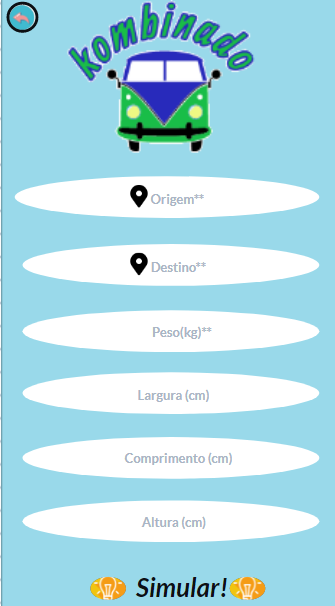 kombinado
Origem**
Destino**
Peso(kg)**
Largura (cm)
Comprimento (cm)
Altura (cm)
Simular!